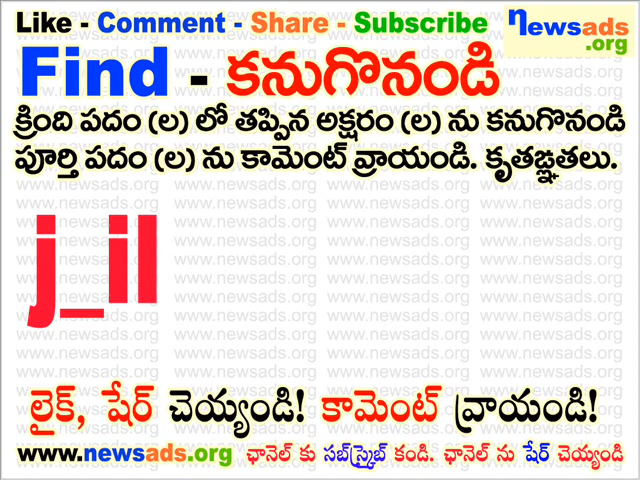 Like - Comment - Share - Subscribe
newsads
.org
Find - కనుగొనండి
క్రింది పదం (ల) లో తప్పిన అక్షరం (ల) ను కనుగొనండి
పూర్తి పదం (ల) ను కామెంట్ వ్రాయండి. కృతఙ్ఞతలు.
j_il
లైక్, షేర్ చెయ్యండి! కామెంట్ వ్రాయండి!
www.newsads.org ఛానెల్ కు సబ్‌స్క్రైబ్ కండి. ఛానెల్ ను షేర్ చెయ్యండి